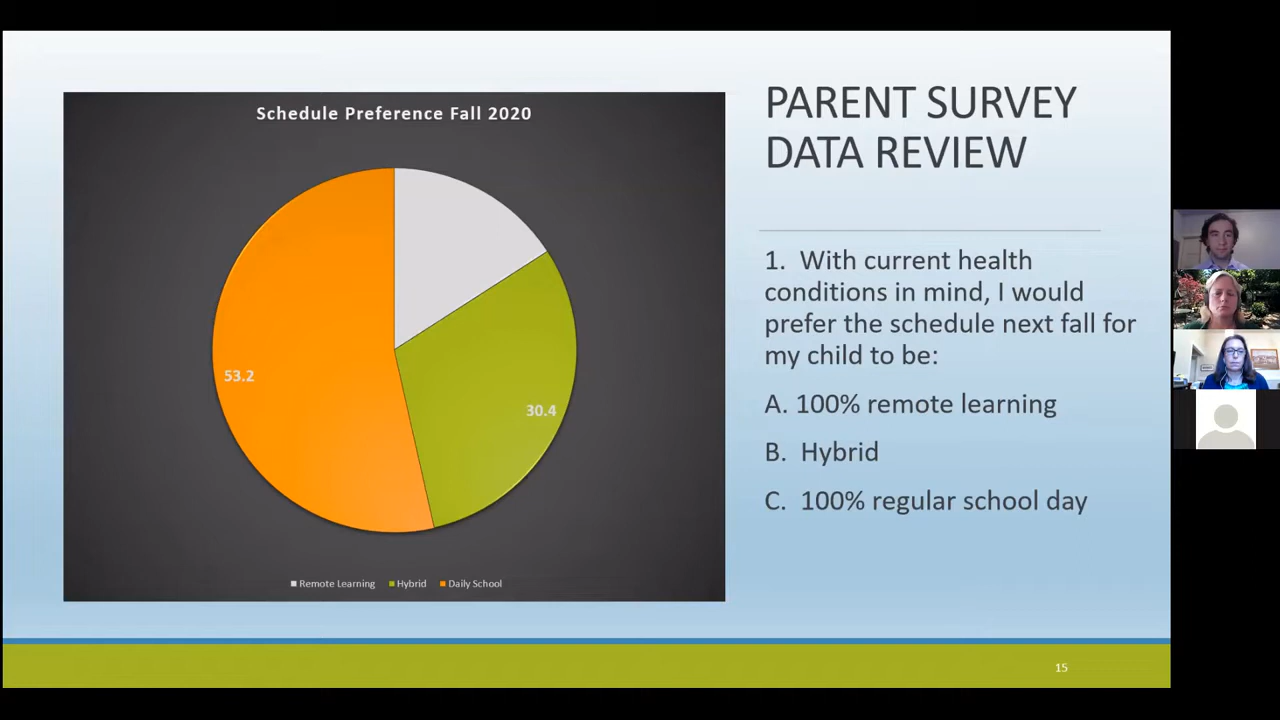 Schedule Preference Fall 2020
53.2
30.4
Remote Learning
Hybrid
Daily School
PARENT SURVEY
DATA REVIEW
1. With current health
conditions in mind, I would
prefer the schedule next fall for
my child to be:
A. 100% remote learning
B. Hybrid
C. 100% regular school day
15